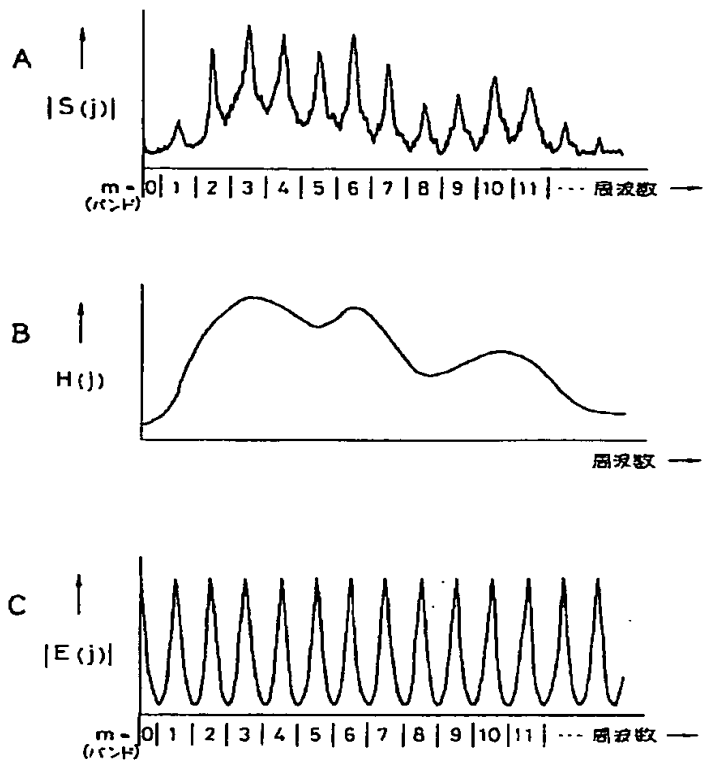 A
|S(j)|
m = 0 | 1 | 2 | 3 | 4 | 5 | 6 | 7 | 8 | 9 | 10 | 11 | ··· 周波数 →
(バンド)
B
H(j)
周波数 →
C
|E(j)|
m = 0 | 1 | 2 | 3 | 4 | 5 | 6 | 7 | 8 | 9 | 10 | 11 | ··· 周波数 →
(バンド)